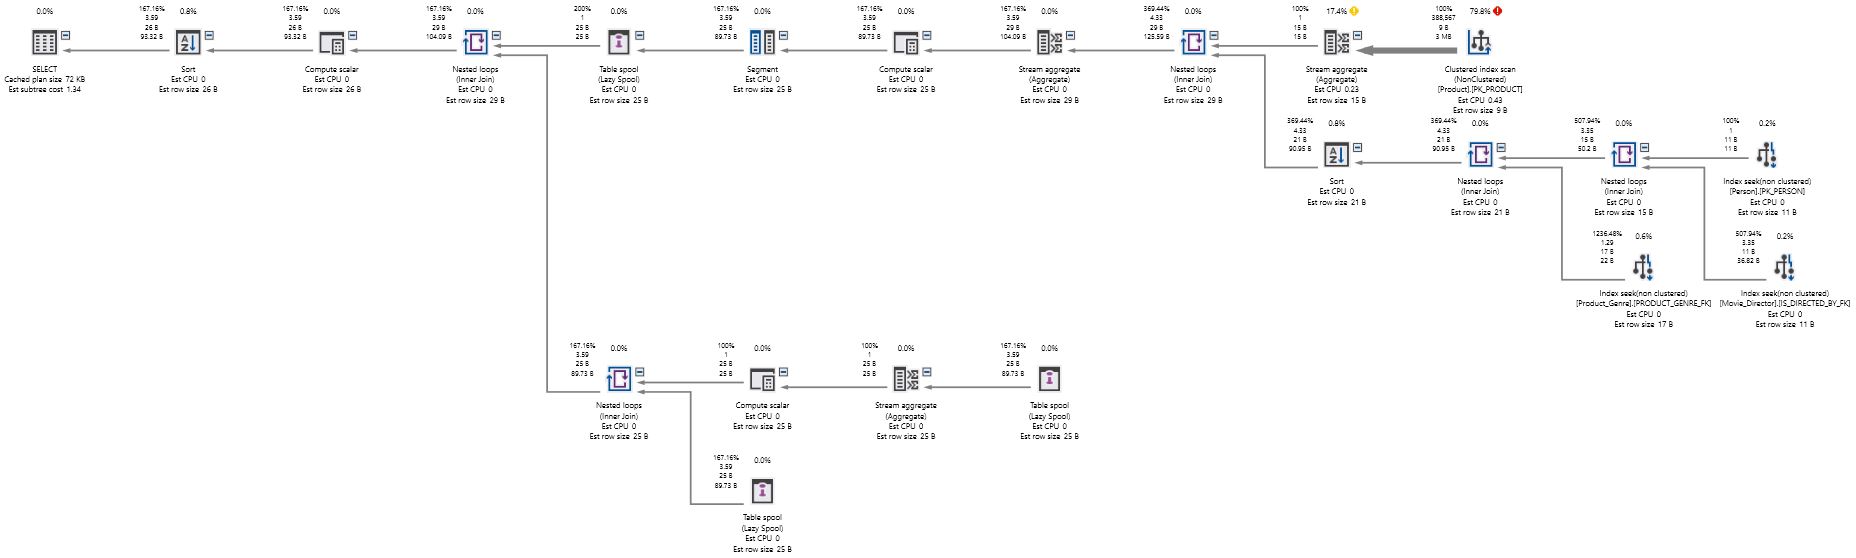 0.0%
SELECT
Cached plan size 72 KB
Est subtree cost 1.34
167.16%
3.59
26 B
93.32 B
0.8%
Sort
Est CPU 0
Est row size 26 B
167.16%
3.59
26 B
93.32 B
0.0%
Compute scalar
Est CPU 0
Est row size 26 B
167.16%
3.59
29 B
104.09 B
0.0%
Nested loops
(Inner Join)
Est CPU 0
Est row size 29 B
200%
1
25 B
25 B
0.0%
Table spool
(Lazy Spool)
Est CPU 0
Est row size 25 B
167.16%
3.59
25 B
89.73 B
0.0%
Segment
Est CPU 0
Est row size 25 B
167.16%
3.59
25 B
89.73 B
0.0%
Compute scalar
Est CPU 0
Est row size 25 B
167.16%
3.59
29 B
104.09 B
0.0%
Stream aggregate
(Aggregate)
Est CPU 0
Est row size 29 B
369.44%
4.33
29 B
125.59 B
0.0%
Nested loops
(Inner Join)
Est CPU 0
Est row size 29 B
100%
1
15 B
15 B
17.4%
Stream aggregate
(Aggregate)
Est CPU 0.23
Est row size 15 B
100%
388,567
9 B
3 MB
79.8%
Clustered index scan
(NonClustered)
[Product].[PK_PRODUCT]
Est CPU 0.43
Est row size 9 B
369.44%
4.33
21 B
90.95 B
0.8%
Sort
Est CPU 0
Est row size 21 B
369.44%
4.33
21 B
90.95 B
0.0%
Nested loops
(Inner Join)
Est CPU 0
Est row size 21 B
507.94%
3.35
15 B
50.2 B
0.0%
Nested loops
(Inner Join)
Est CPU 0
Est row size 15 B
100%
1
11 B
11 B
0.2%
Index seek(non clustered)
[Person].[PK_PERSON]
Est CPU 0
Est row size 11 B
1236.48%
1.29
17 B
22 B
0.6%
Index seek(non clustered)
[Product_Genre].[PRODUCT_GENRE_FK]
Est CPU 0
Est row size 17 B
507.94%
3.35
11 B
36.82 B
0.2%
Index seek(non clustered)
[Movie_Director].[IS_DIRECTED_BY_FK]
Est CPU 0
Est row size 11 B
167.16%
3.59
25 B
89.73 B
0.0%
Nested loops
(Inner Join)
Est CPU 0
Est row size 25 B
100%
1
25 B
25 B
0.0%
Compute scalar
Est CPU 0
Est row size 25 B
100%
1
25 B
25 B
0.0%
Stream aggregate
(Aggregate)
Est CPU 0
Est row size 25 B
167.16%
3.59
25 B
89.73 B
0.0%
Table spool
(Lazy Spool)
Est CPU 0
Est row size 25 B
167.16%
3.59
25 B
89.73 B
0.0%
Table spool
(Lazy Spool)
Est CPU 0
Est row size 25 B